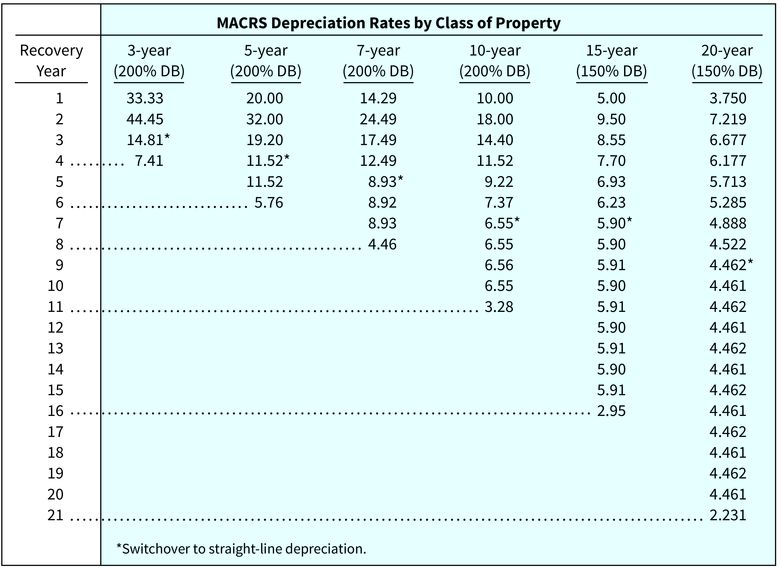 MACRS Depreciation Rates by Class of Property
Recovery Year 3-year (200% DB) 5-year (200% DB) 7-year (200% DB) 10-year (200% DB) 15-year (150% DB) 20-year (150% DB)
1 33.33 20.00 14.29 10.00 5.00 3.750
2 44.45 32.00 24.49 18.00 9.50 7.219
3 14.81* 19.20 17.49 14.40 8.55 6.677
4 ......... 7.41 11.52* 12.49 11.52 7.70 6.177
5 11.52 8.93* 9.22 6.93 5.713
6 ............................. 5.76 8.92 7.37 6.23 5.285
7 8.93 6.55* 5.90* 4.888
8 ................................................ 4.46 6.55 5.90 4.522
9 6.56 5.91 4.462*
10 6.55 5.90 4.461
11 .................................................................... 3.28 5.91 4.462
12 5.90 4.461
13 5.91 4.462
14 5.90 4.461
15 5.91 4.462
16 ....................................................................................... 2.95 4.461
17 4.462
18 4.461
19 4.462
20 4.461
21 ......................................................................................................... 2.231
*Switchover to straight-line depreciation.